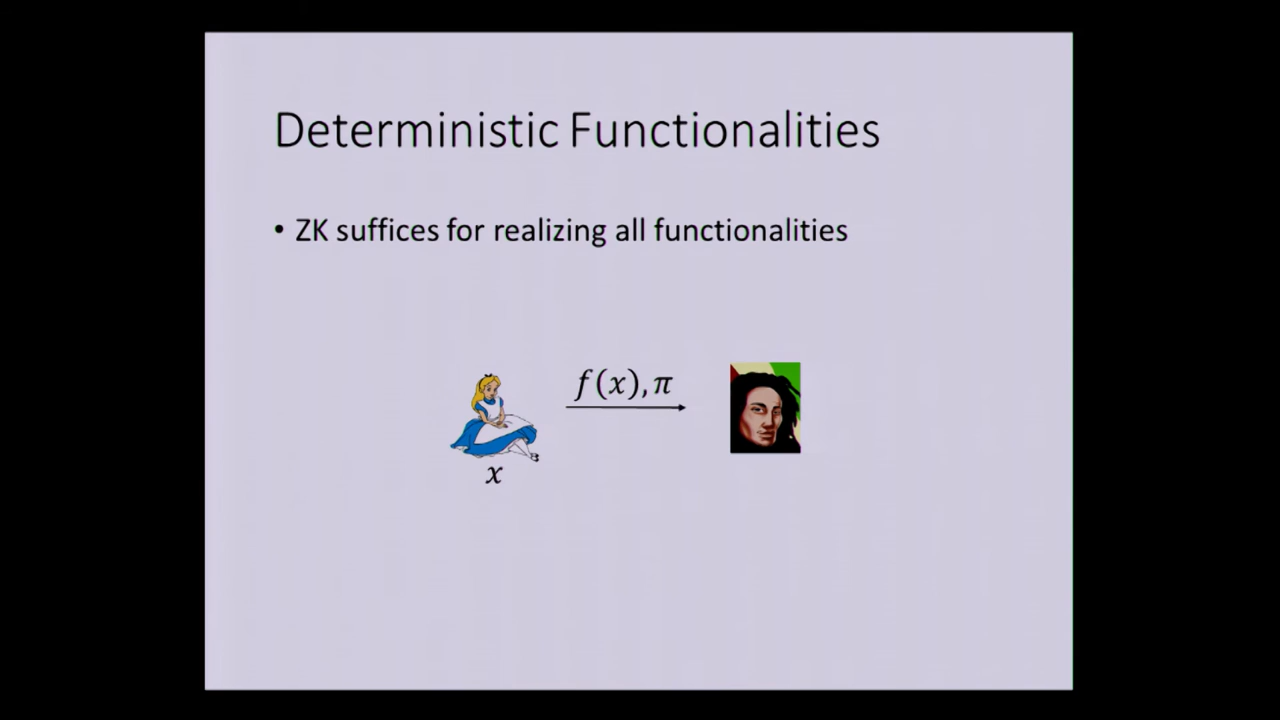 Deterministic Functionalities
• ZK suffices for realizing all functionalities
f(x), π
x